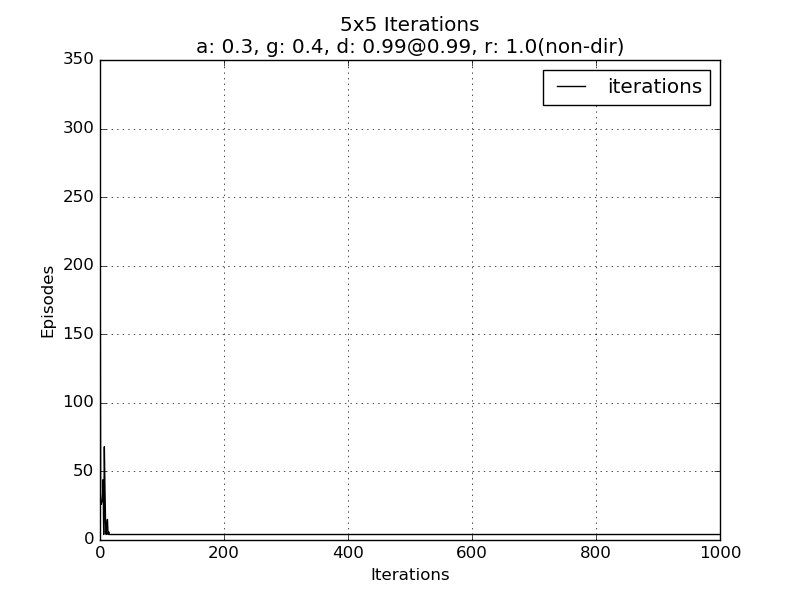 5x5 Iterations
a: 0.3, g: 0.4, d: 0.99@0.99, r: 1.0(non-dir)
iterations
350
300
250
200
150
100
50
0
Episodes
0 200 400 600 800 1000
Iterations